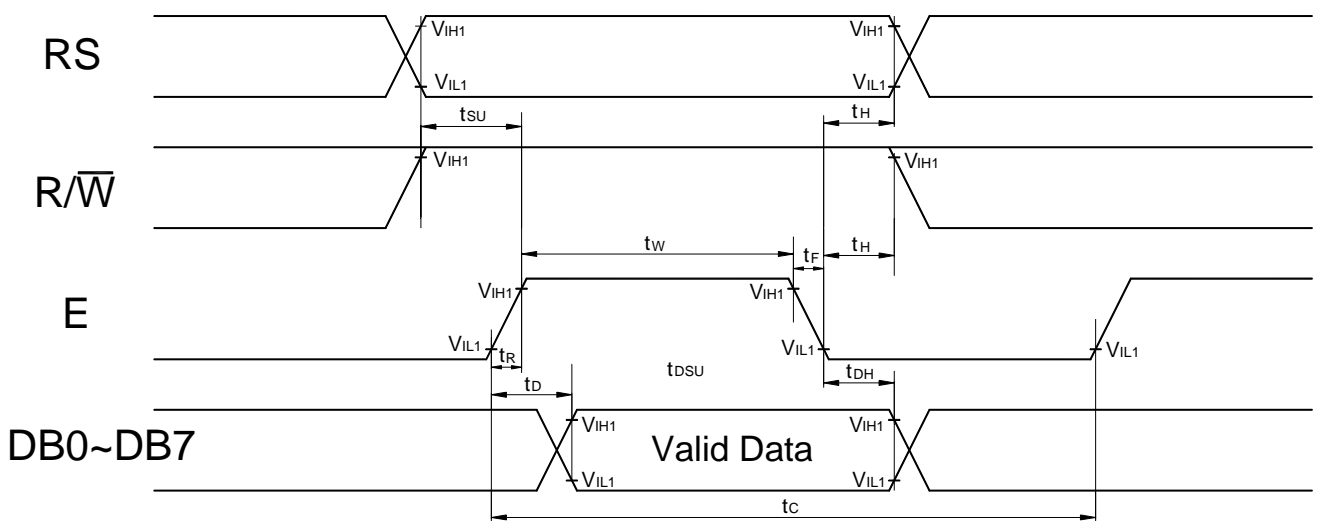 RS
VIH1
VIH1
VIL1
VIL1
tSU
tH
R/W̅
VIH1
VIH1
tW
tF
tH
E
VIH1
VIH1
VIL1
VIL1
VIL1
tR
tDSU
tDH
tD
DB0~DB7
VIH1
VIH1
Valid Data
VIL1
VIL1
tC